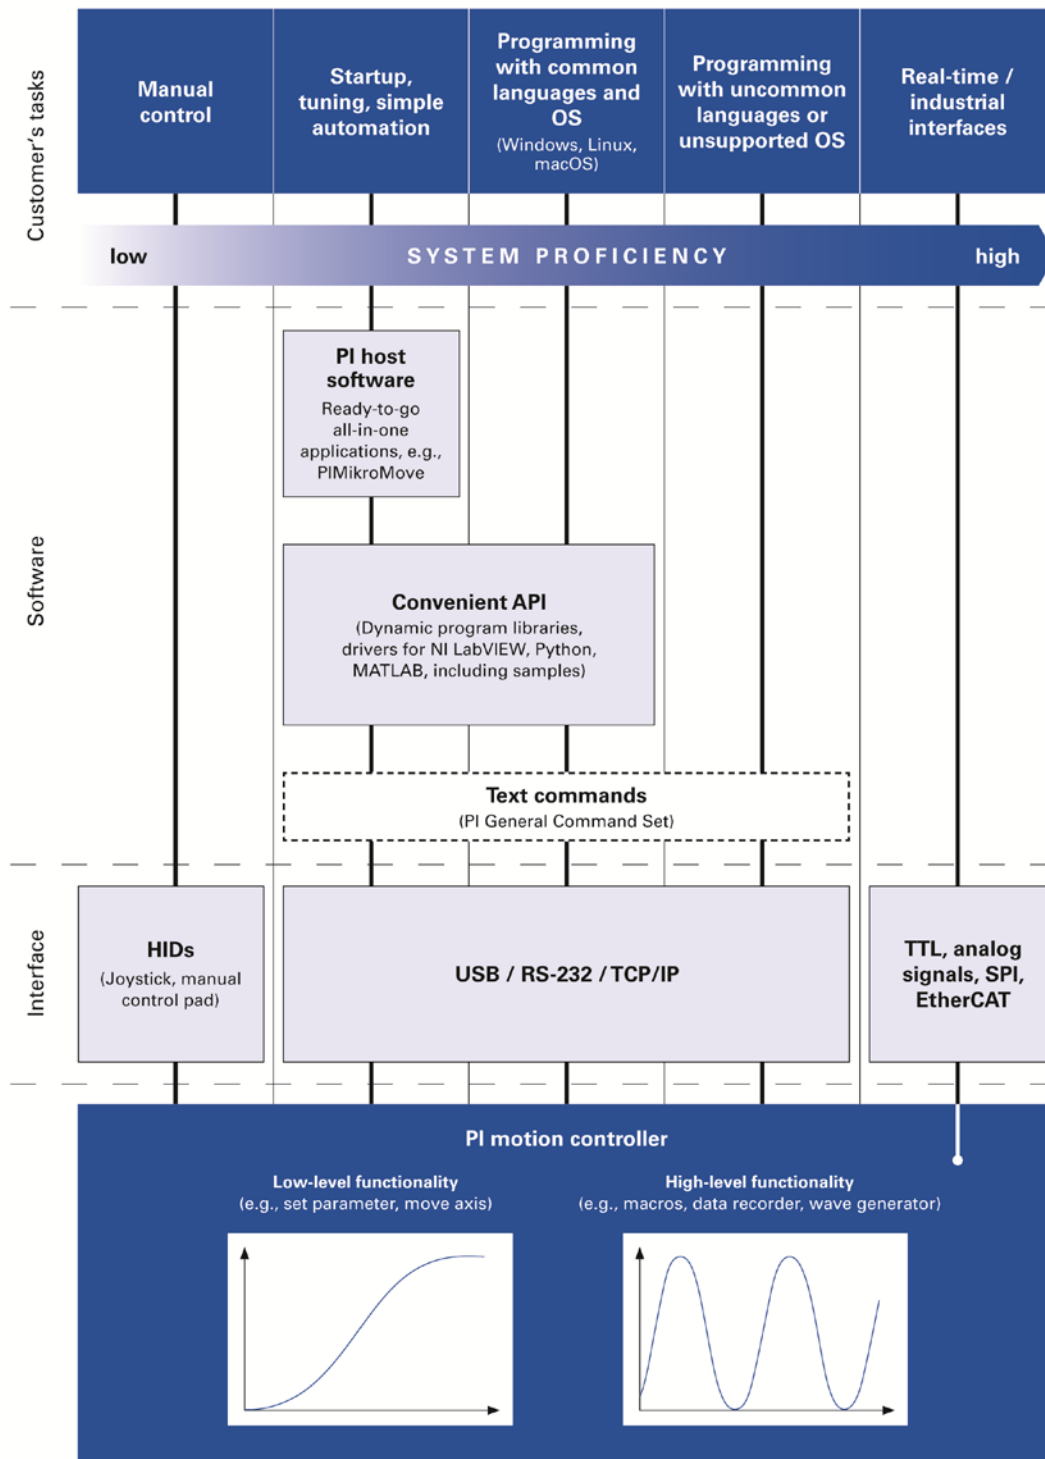 Customer's tasks
Manual
control
Startup,
tuning, simple
automation
Programming
with common
languages and
OS
(Windows, Linux,
macOS)
Programming
with uncommon
languages or
unsupported OS
Real-time /
industrial
interfaces
low
SYSTEM PROFICIENCY
high
Software
PI host
software
Ready-to-go
all-in-one
applications, e.g.,
PIMikroMove
Convenient API
(Dynamic program libraries,
drivers for NI LabVIEW, Python,
MATLAB, including samples)
Text commands
(PI General Command Set)
Interface
HIDs
(Joystick, manual
control pad)
USB / RS-232 / TCP/IP
TTL, analog
signals, SPI,
EtherCAT
PI motion controller
Low-level functionality
(e.g., set parameter, move axis)
High-level functionality
(e.g., macros, data recorder, wave generator)